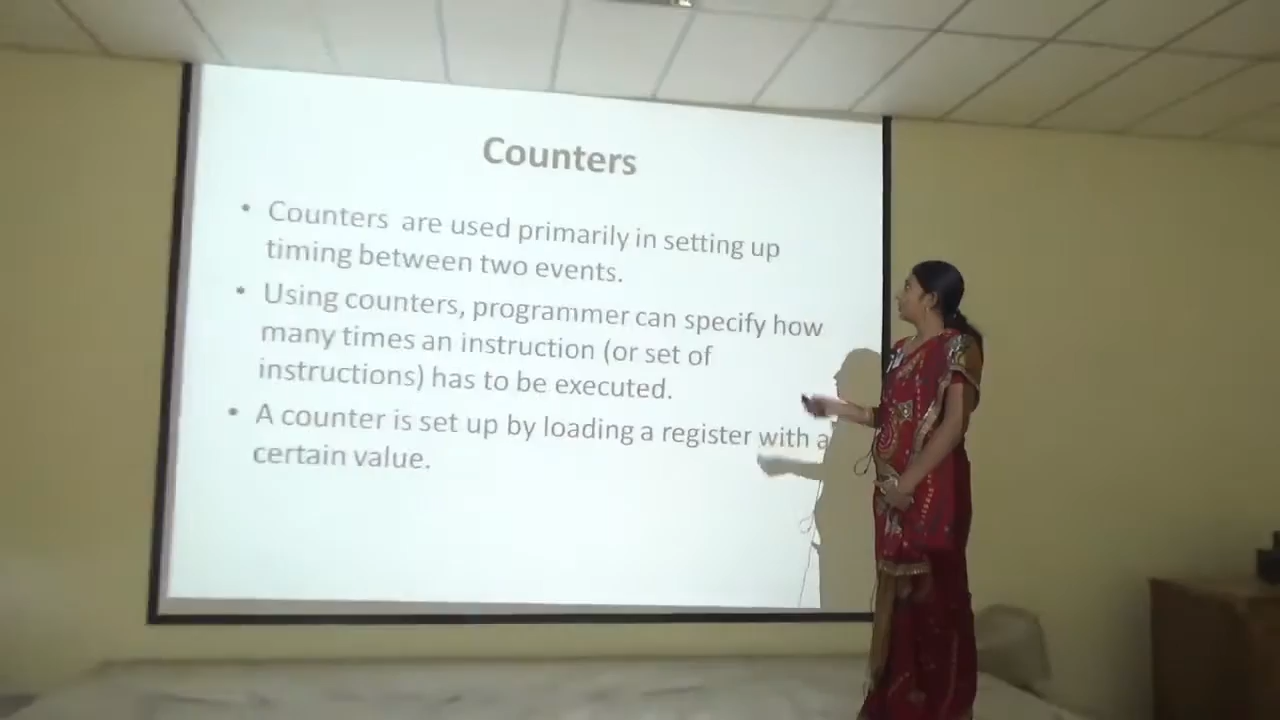 Counters
• Counters are used primarily in setting up
timing between two events.
• Using counters, programmer can specify how
many times an instruction (or set of
instructions) has to be executed.
• A counter is set up by loading a register with a
certain value.